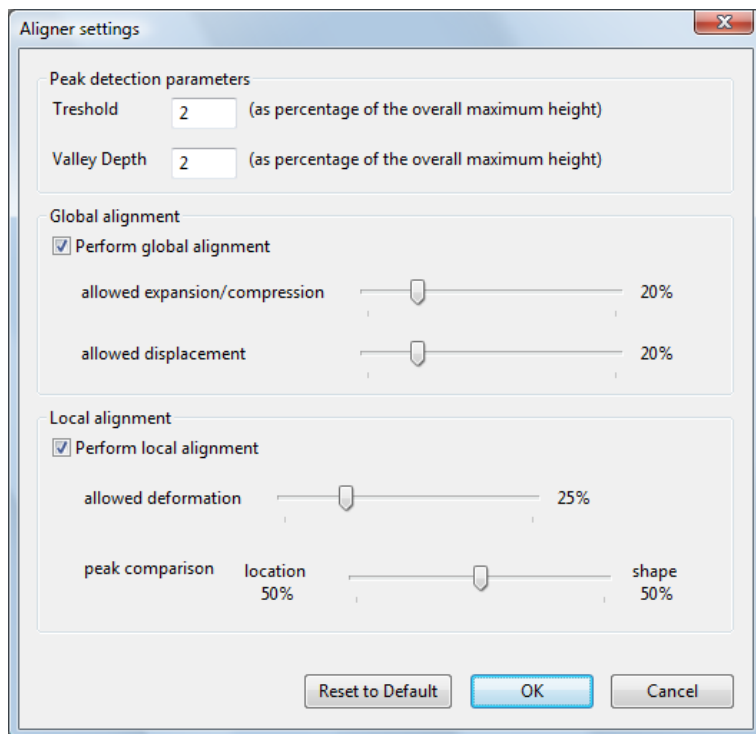 Aligner settings
Peak detection parameters
Treshold 2 (as percentage of the overall maximum height)
Valley Depth 2 (as percentage of the overall maximum height)
Global alignment
Perform global alignment
allowed expansion/compression 20%
allowed displacement 20%
Local alignment
Perform local alignment
allowed deformation 25%
peak comparison location shape
50% 50%
Reset to Default OK Cancel